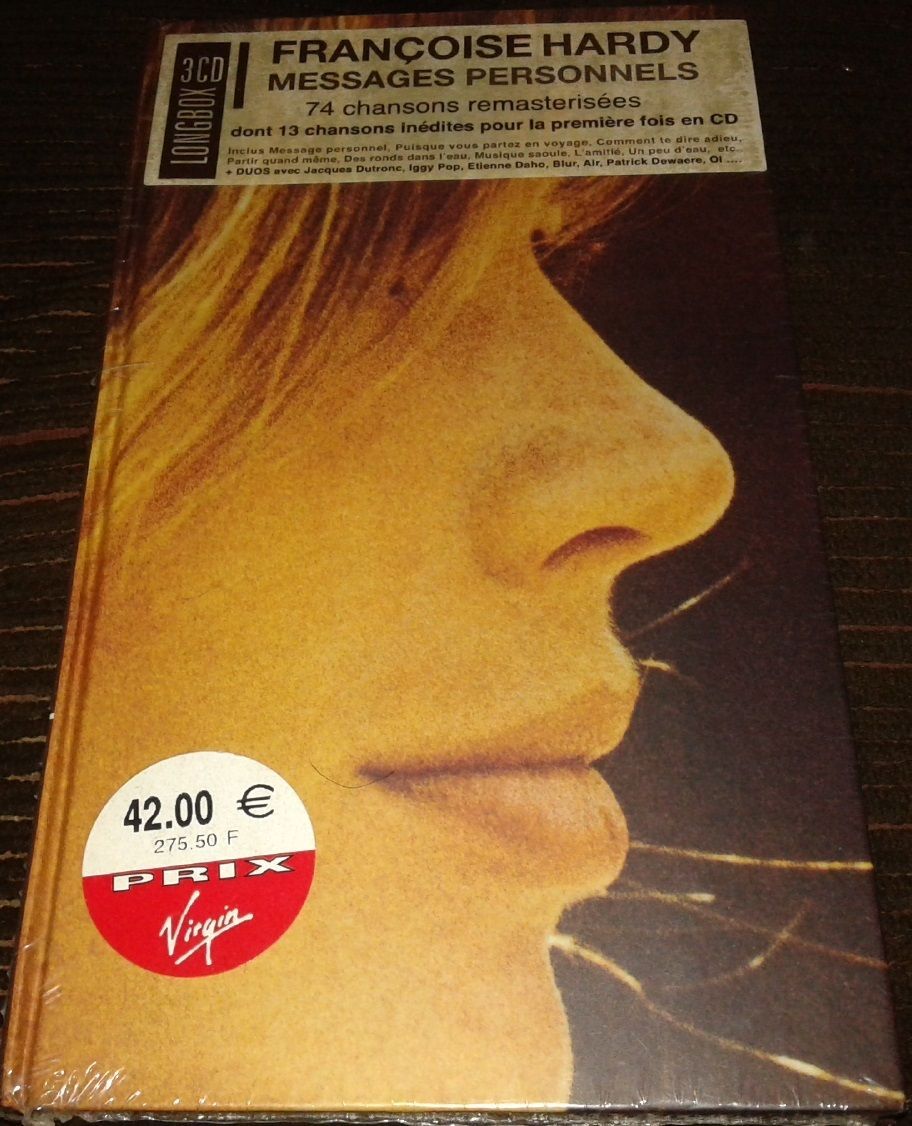 LONGBOX 3CD
FRANÇOISE HARDY
MESSAGES PERSONNELS
74 chansons remasterisées
dont 13 chansons inédites pour la première fois en CD
Inclus Message personnel, Puisque vous partez en voyage, Comment te dire adieu,
Partir quand même, Des ronds dans l'eau, Musique saoule, L'amitié, Un peu d'eau, etc...
+ DUOS avec Jacques Dutronc, Iggy Pop, Etienne Daho, Blur, Air, Patrick Dewaere, Ol ....
42.00 €
275.50 F
PRIX
Virgin